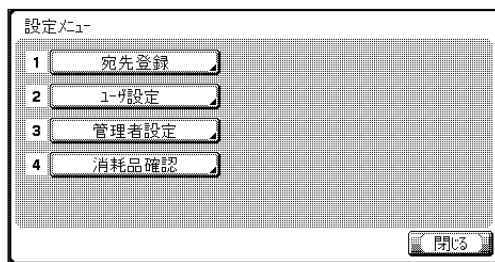 設定ﾒﾆｭｰ
1 宛先登録
2 ﾕｰｻﾞ設定
3 管理者設定
4 消耗品確認
閉じる